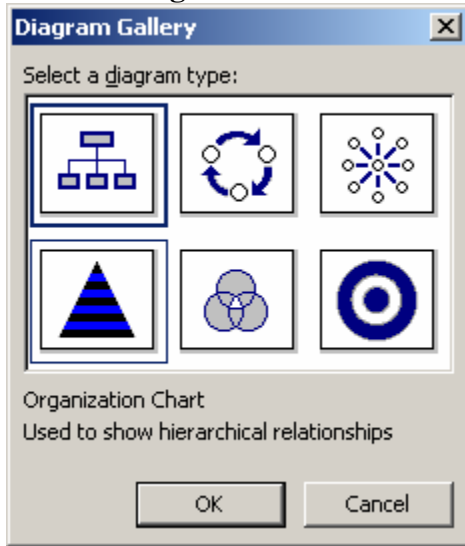 Diagram Gallery
Select a diagram type:
Organization Chart
Used to show hierarchical relationships
OK
Cancel